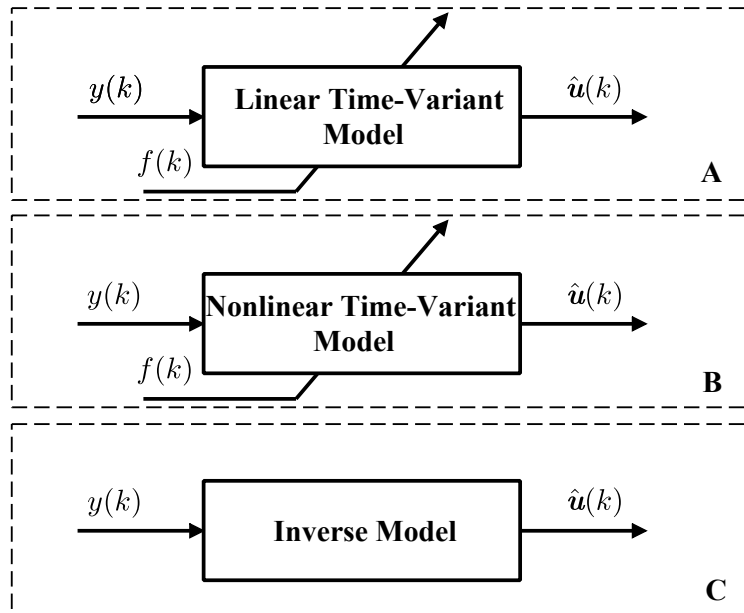 y(k)
Linear Time-Variant
Model
û(k)
f(k)
A
y(k)
Nonlinear Time-Variant
Model
û(k)
f(k)
B
y(k)
Inverse Model
û(k)
C